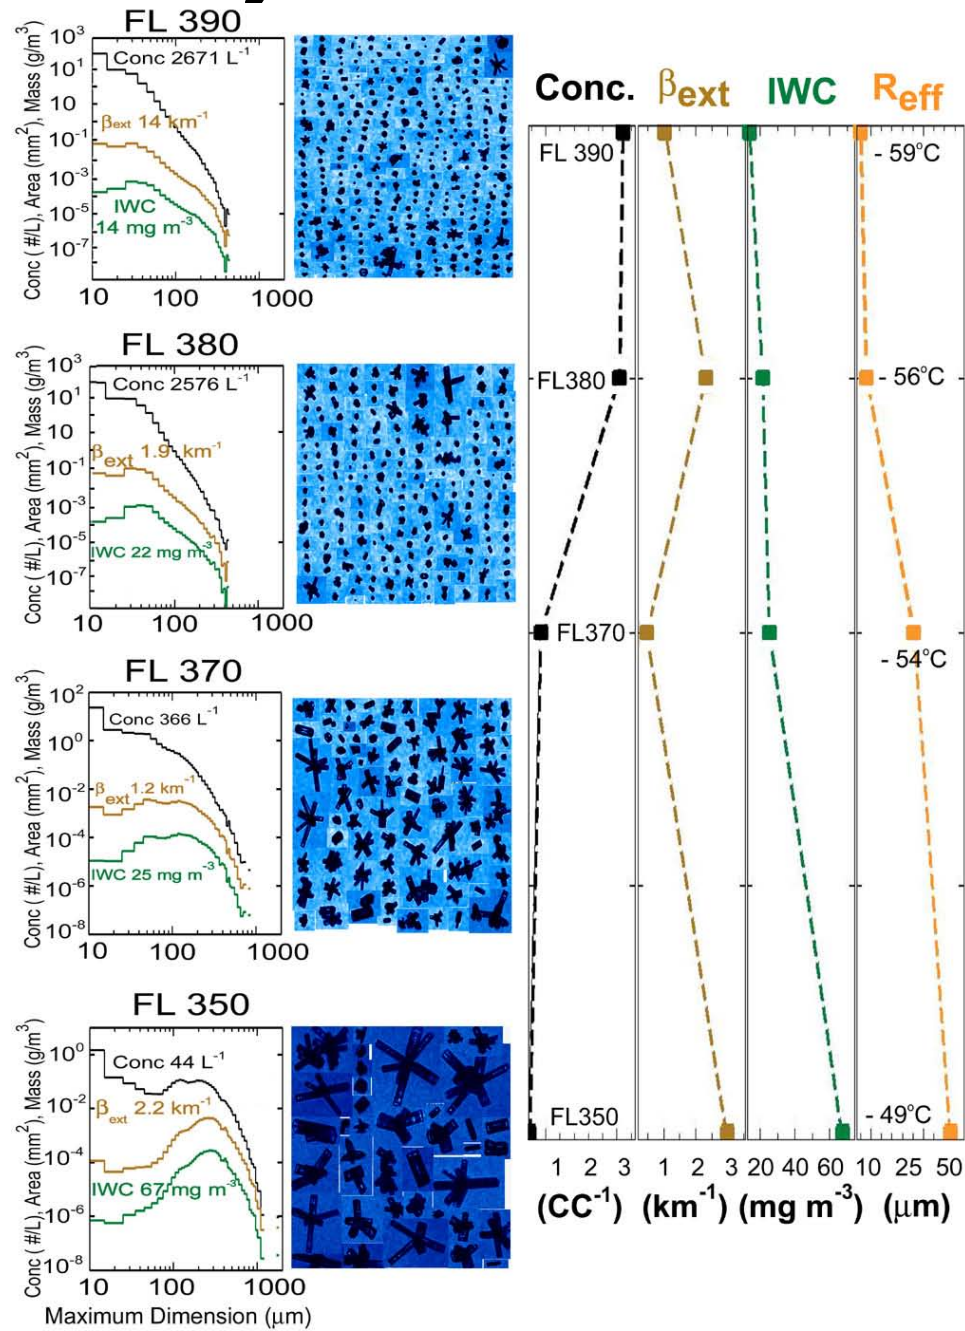 FL 390
Conc ( #/L), Area (mm²), Mass (g/m³)
10³
10¹
10
10⁻¹
10⁻³
10⁻⁵
10⁻⁷
Conc 2671 L⁻¹
βext 14 km⁻¹
IWC
14 mg m⁻³
10 100 1000
FL 380
Conc ( #/L), Area (mm²), Mass (g/m³)
10³
10¹
10
10⁻¹
10⁻³
10⁻⁵
10⁻⁷
Conc 2576 L⁻¹
βext 1.9 km⁻¹
IWC 22 mg m⁻³
10 100 1000
FL 370
Conc ( #/L), Area (mm²), Mass (g/m³)
10²
10⁰
10⁻²
10⁻⁴
10⁻⁶
10⁻⁸
Conc 366 L⁻¹
βext 1.2 km⁻¹
IWC 25 mg m⁻³
10 100 1000
FL 350
Conc ( #/L), Area (mm²), Mass (g/m³)
10⁰
10⁻²
10⁻⁴
10⁻⁶
10⁻⁸
Conc 44 L⁻¹
βext 2.2 km⁻¹
IWC 67 mg m⁻³
10 100 1000
Maximum Dimension (μm)
Conc. βext IWC Reff
FL 390 - 59°C
FL380 - 56°C
FL370
- 54°C
FL350 - 49°C
1 2 3 1 2 3 20 40 60 10 25 50
(CC⁻¹) (km⁻¹) (mg m⁻³) (μm)